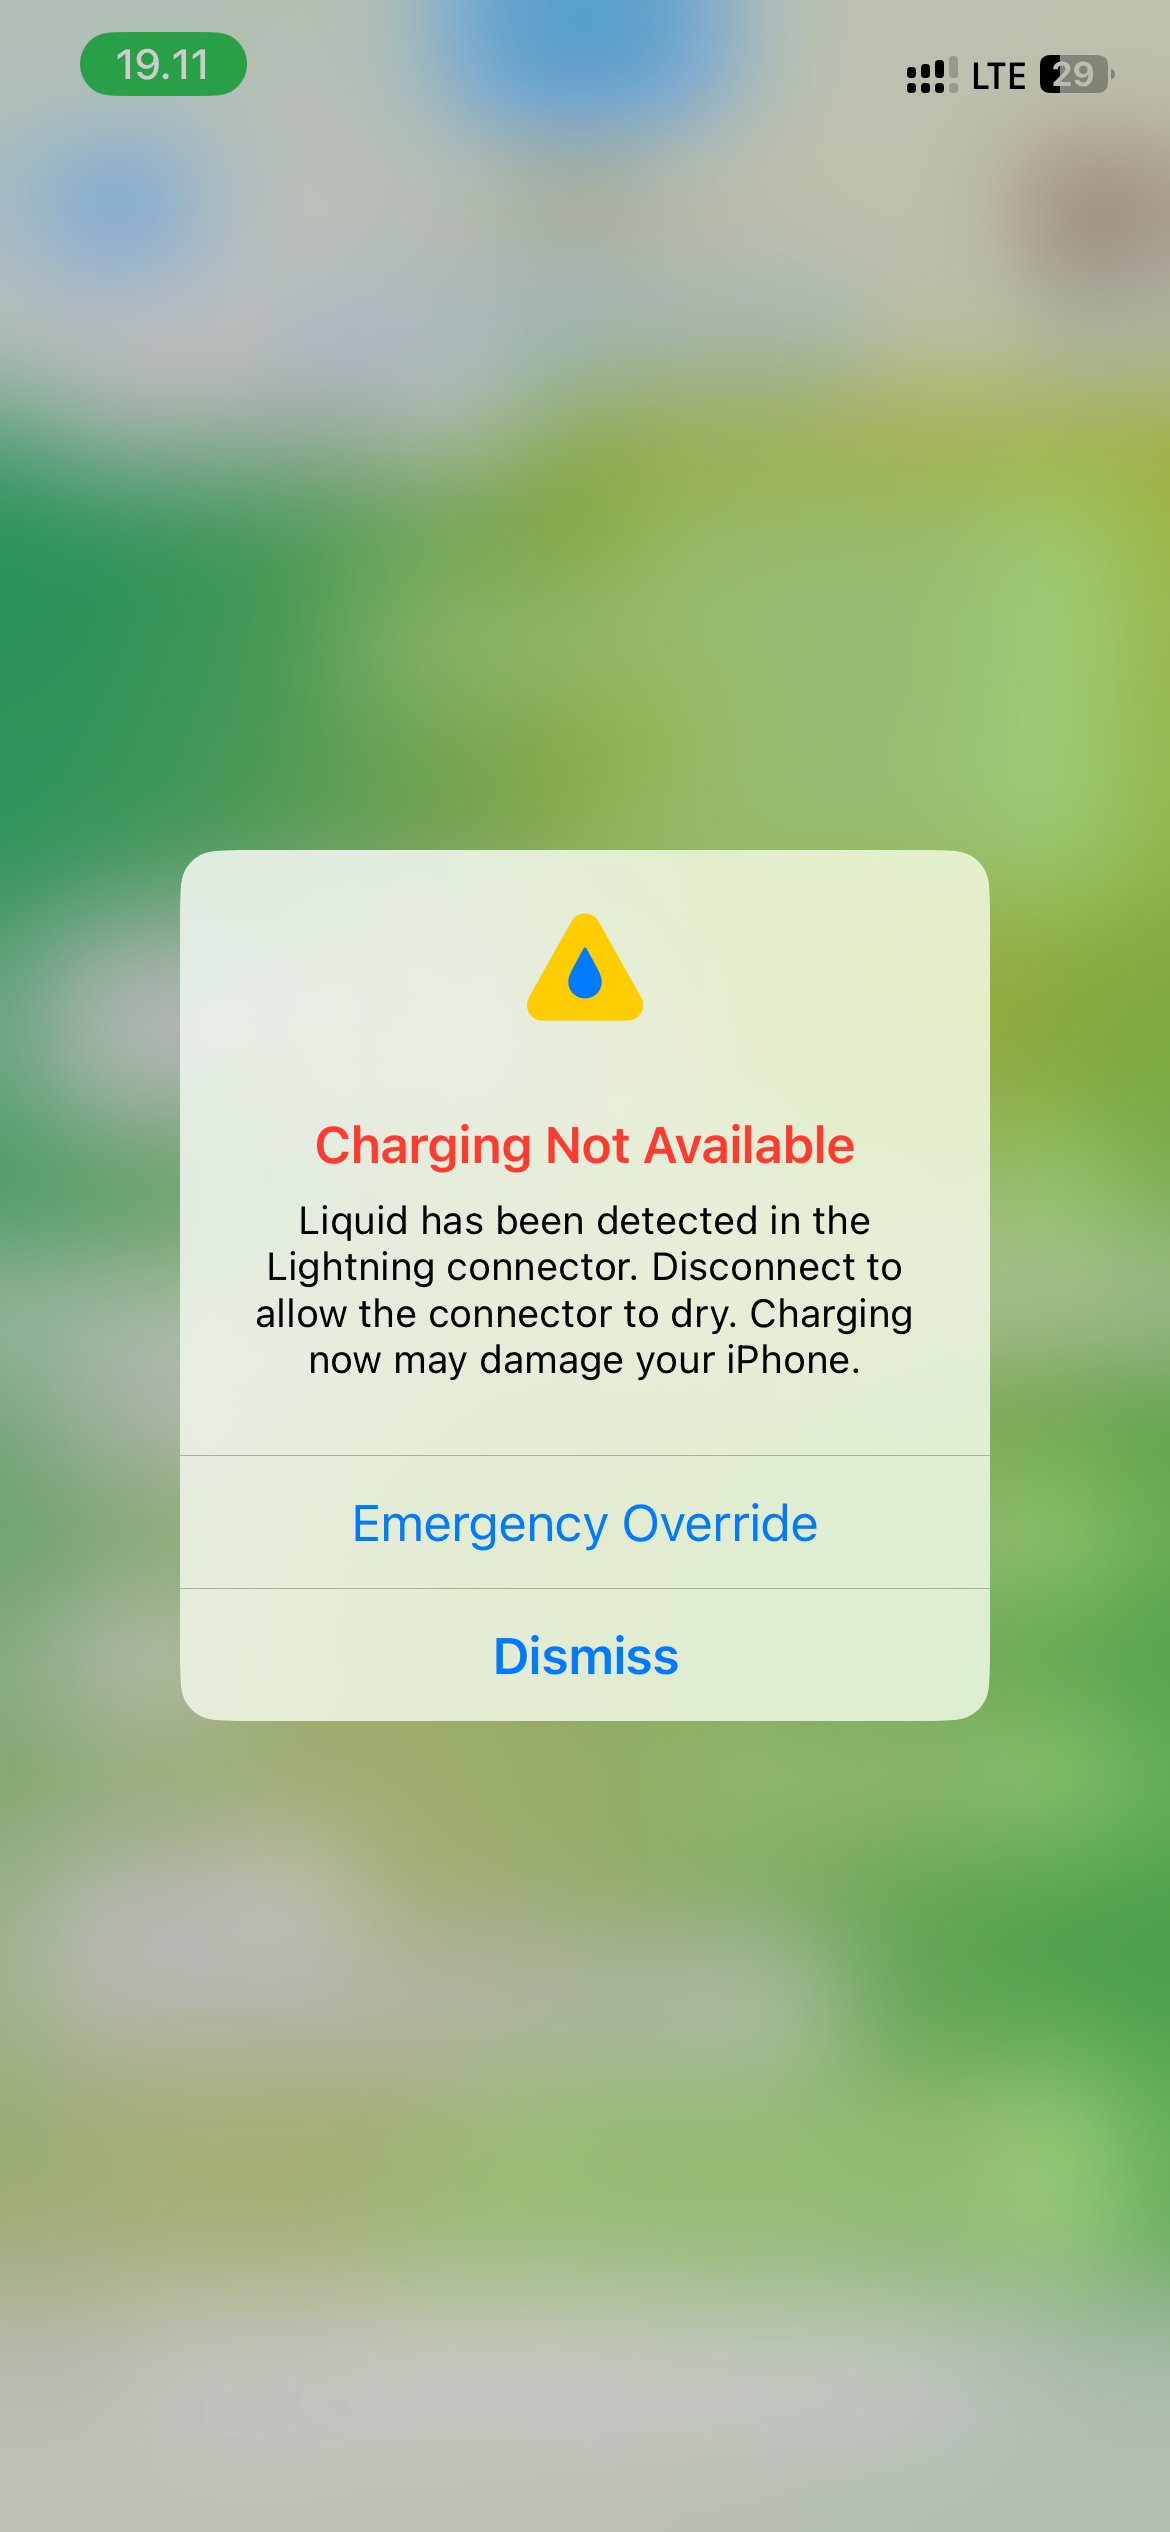 19.11
LTE 29
Charging Not Available
Liquid has been detected in the
Lightning connector. Disconnect to
allow the connector to dry. Charging
now may damage your iPhone.
Emergency Override
Dismiss